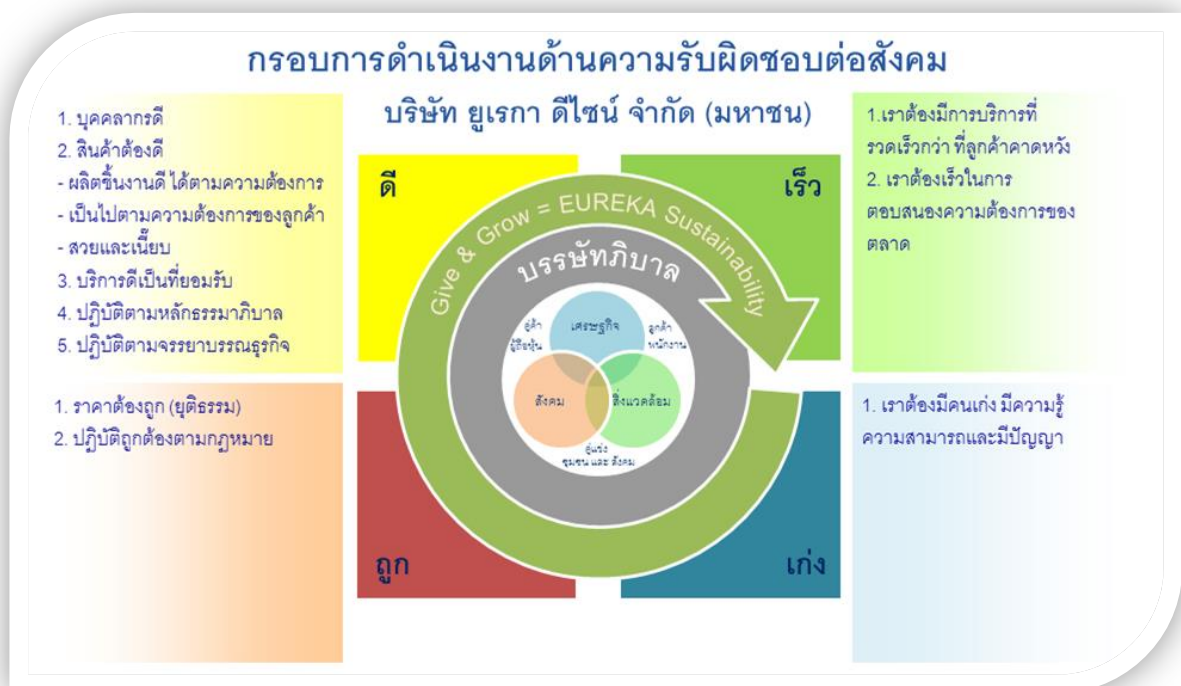 กรอบการดำเนินงานด้านความรับผิดชอบต่อสังคม
บริษัท ยูเรกา ดีไซน์ จำกัด (มหาชน)
1. บุคคลากรดี
2. สินค้าต้องดี
- ผลิตชิ้นงานดี ได้ตามความต้องการ
- เป็นไปตามความต้องการของลูกค้า
- สวยและเนี๊ยบ
3. บริการดีเป็นที่ยอมรับ
4. ปฏิบัติตามหลักธรรมาภิบาล
5. ปฏิบัติตามจรรยาบรรณธุรกิจ
ดี
เร็ว
1.เราต้องมีการบริการที่
รวดเร็วกว่า ที่ลูกค้าคาดหวัง
2. เราต้องเร็วในการ
ตอบสนองความต้องการของ
ตลาด
Give & Grow = EUREKA Sustainability
บรรษัทภิบาล
คู่ค้า
ผู้ถือหุ้น
เศรษฐกิจ
ลูกค้า
พนักงาน
สังคม
สิ่งแวดล้อม
คู่แข่ง
ชุมชน และ สังคม
1. ราคาต้องถูก (ยุติธรรม)
2. ปฏิบัติถูกต้องตามกฎหมาย
ถูก
เก่ง
1. เราต้องมีคนเก่ง มีความรู้
ความสามารถและมีปัญญา